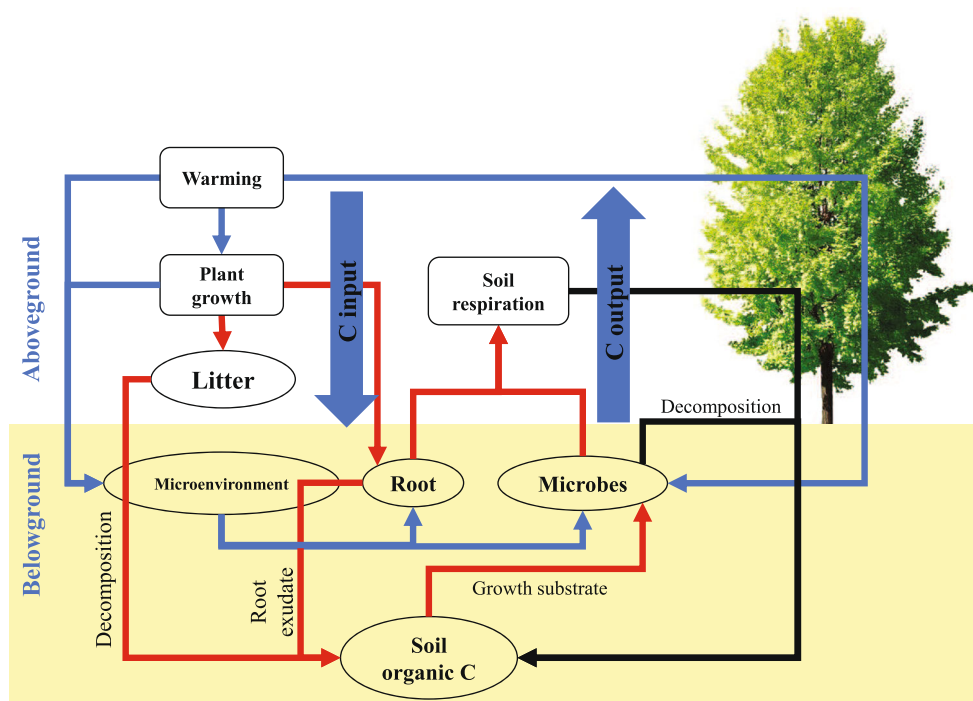 Warming
Aboveground
Plant
growth
C input
Soil
respiration
C output
Litter
Decomposition
Belowground
Microenvironment
Root
Microbes
Decomposition
Root
exudate
Growth substrate
Soil
organic C